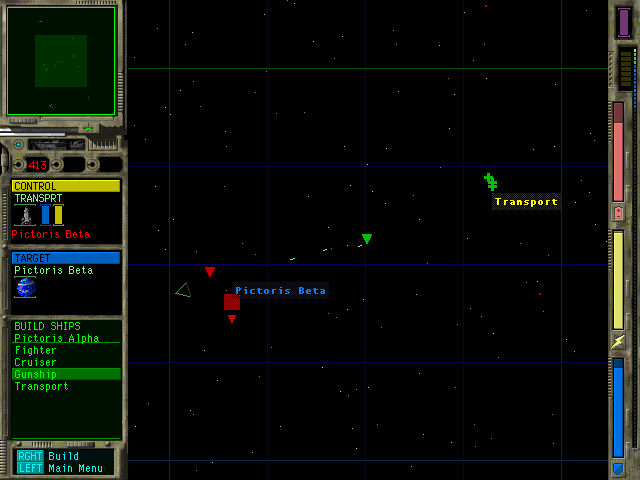 413
CONTROL
TRANSPRT
Pictoris Beta
TARGET
Pictoris Beta
BUILD SHIPS
Pictoris Alpha
Fighter
Cruiser
Gunship
Transport
RGHT Build
LEFT Main Menu
Transport
Pictoris Beta